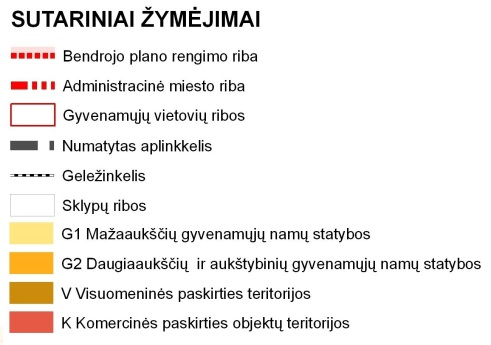 SUTARINIAI ŽYMĖJIMAI
Bendrojo plano rengimo riba
Administracinė miesto riba
Gyvenamųjų vietovių ribos
Numatytas aplinkkelis
Geležinkelis
Sklypų ribos
G1 Mažaaukščių gyvenamųjų namų statybos
G2 Daugiaaukščių ir aukštybinių gyvenamųjų namų statybos
V Visuomeninės paskirties teritorijos
K Komercinės paskirties objektų teritorijos